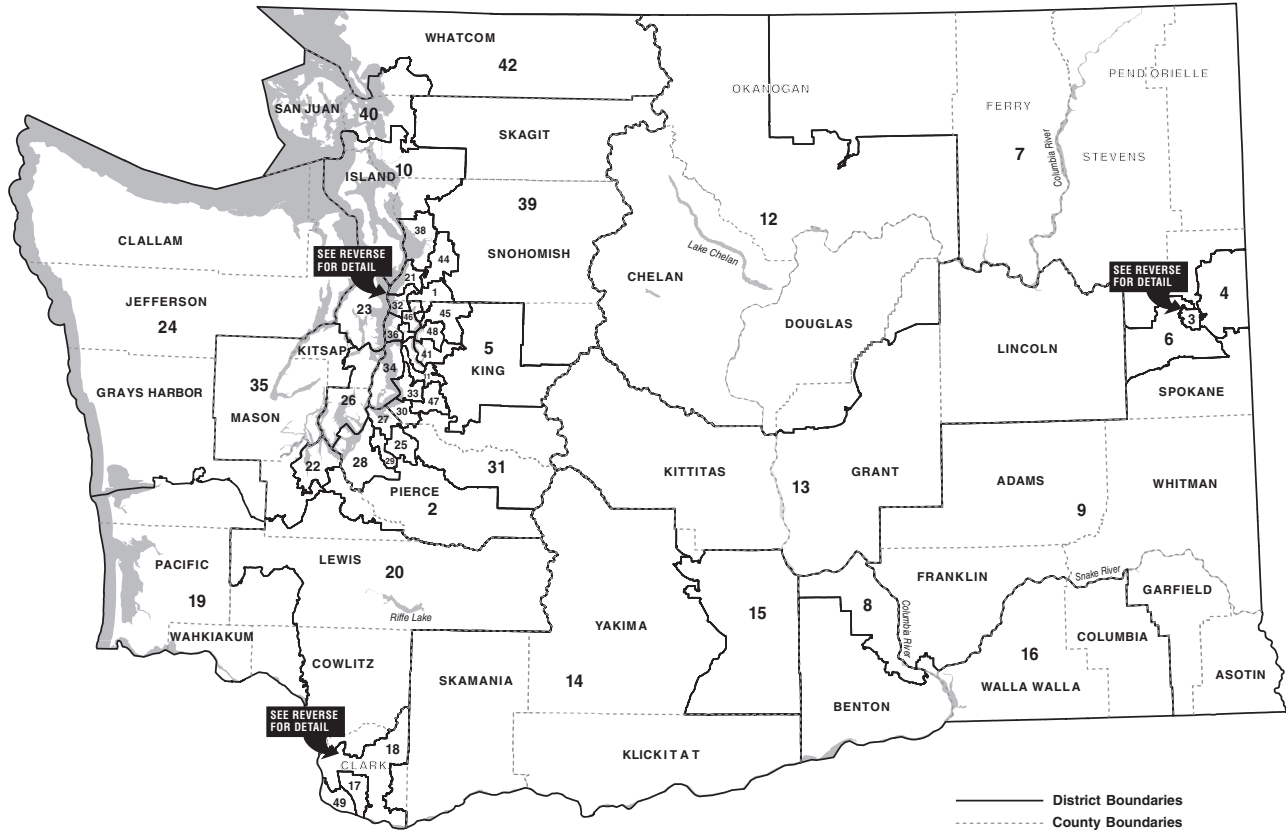 WHATCOM
42
OKANOGAN
PEND ORIELLE
SAN JUAN
40
FERRY
SKAGIT
Columbia River
7
STEVENS
ISLAND
10
39
12
38
CLALLAM
SNOHOMISH
SEE REVERSE
FOR DETAIL
44
Lake Chelan
CHELAN
SEE REVERSE
FOR DETAIL
21
1
4
JEFFERSON
24
23
32
46
45
DOUGLAS
3
36
48
6
KITSAP
41
5
KING
LINCOLN
34
GRAYS HARBOR
35
MASON
26
33
47
SPOKANE
27
30
25
22
28
29
31
KITTITAS
GRANT
ADAMS
WHITMAN
PIERCE
2
13
9
PACIFIC
LEWIS
20
FRANKLIN
Snake River
GARFIELD
19
Riffe Lake
15
8
Columbia River
WAHKIAKUM
YAKIMA
16
COLUMBIA
COWLITZ
SKAMANIA
14
WALLA WALLA
ASOTIN
SEE REVERSE
FOR DETAIL
BENTON
18
CLARK
KLICKITAT
17
49
District Boundaries
County Boundaries